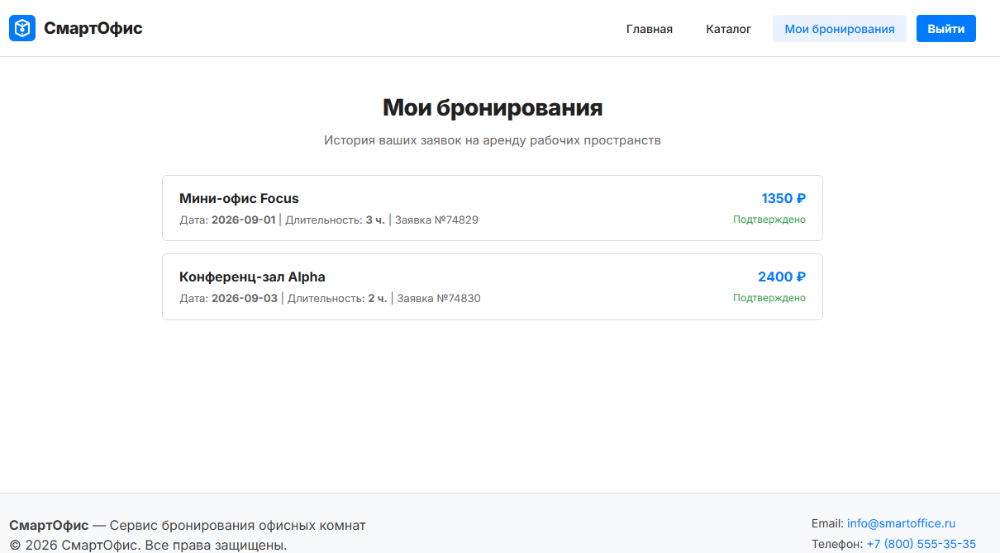 СмартОфис
Главная Каталог Мои бронирования Выйти
Мои бронирования
История ваших заявок на аренду рабочих пространств
Мини-офис Focus 1350 ₽
Дата: 2026-09-01 | Длительность: 3 ч. | Заявка №74829 Подтверждено
Конференц-зал Alpha 2400 ₽
Дата: 2026-09-03 | Длительность: 2 ч. | Заявка №74830 Подтверждено
СмартОфис — Сервис бронирования офисных комнат
© 2026 СмартОфис. Все права защищены.
Email: info@smartoffice.ru
Телефон: +7 (800) 555-35-35